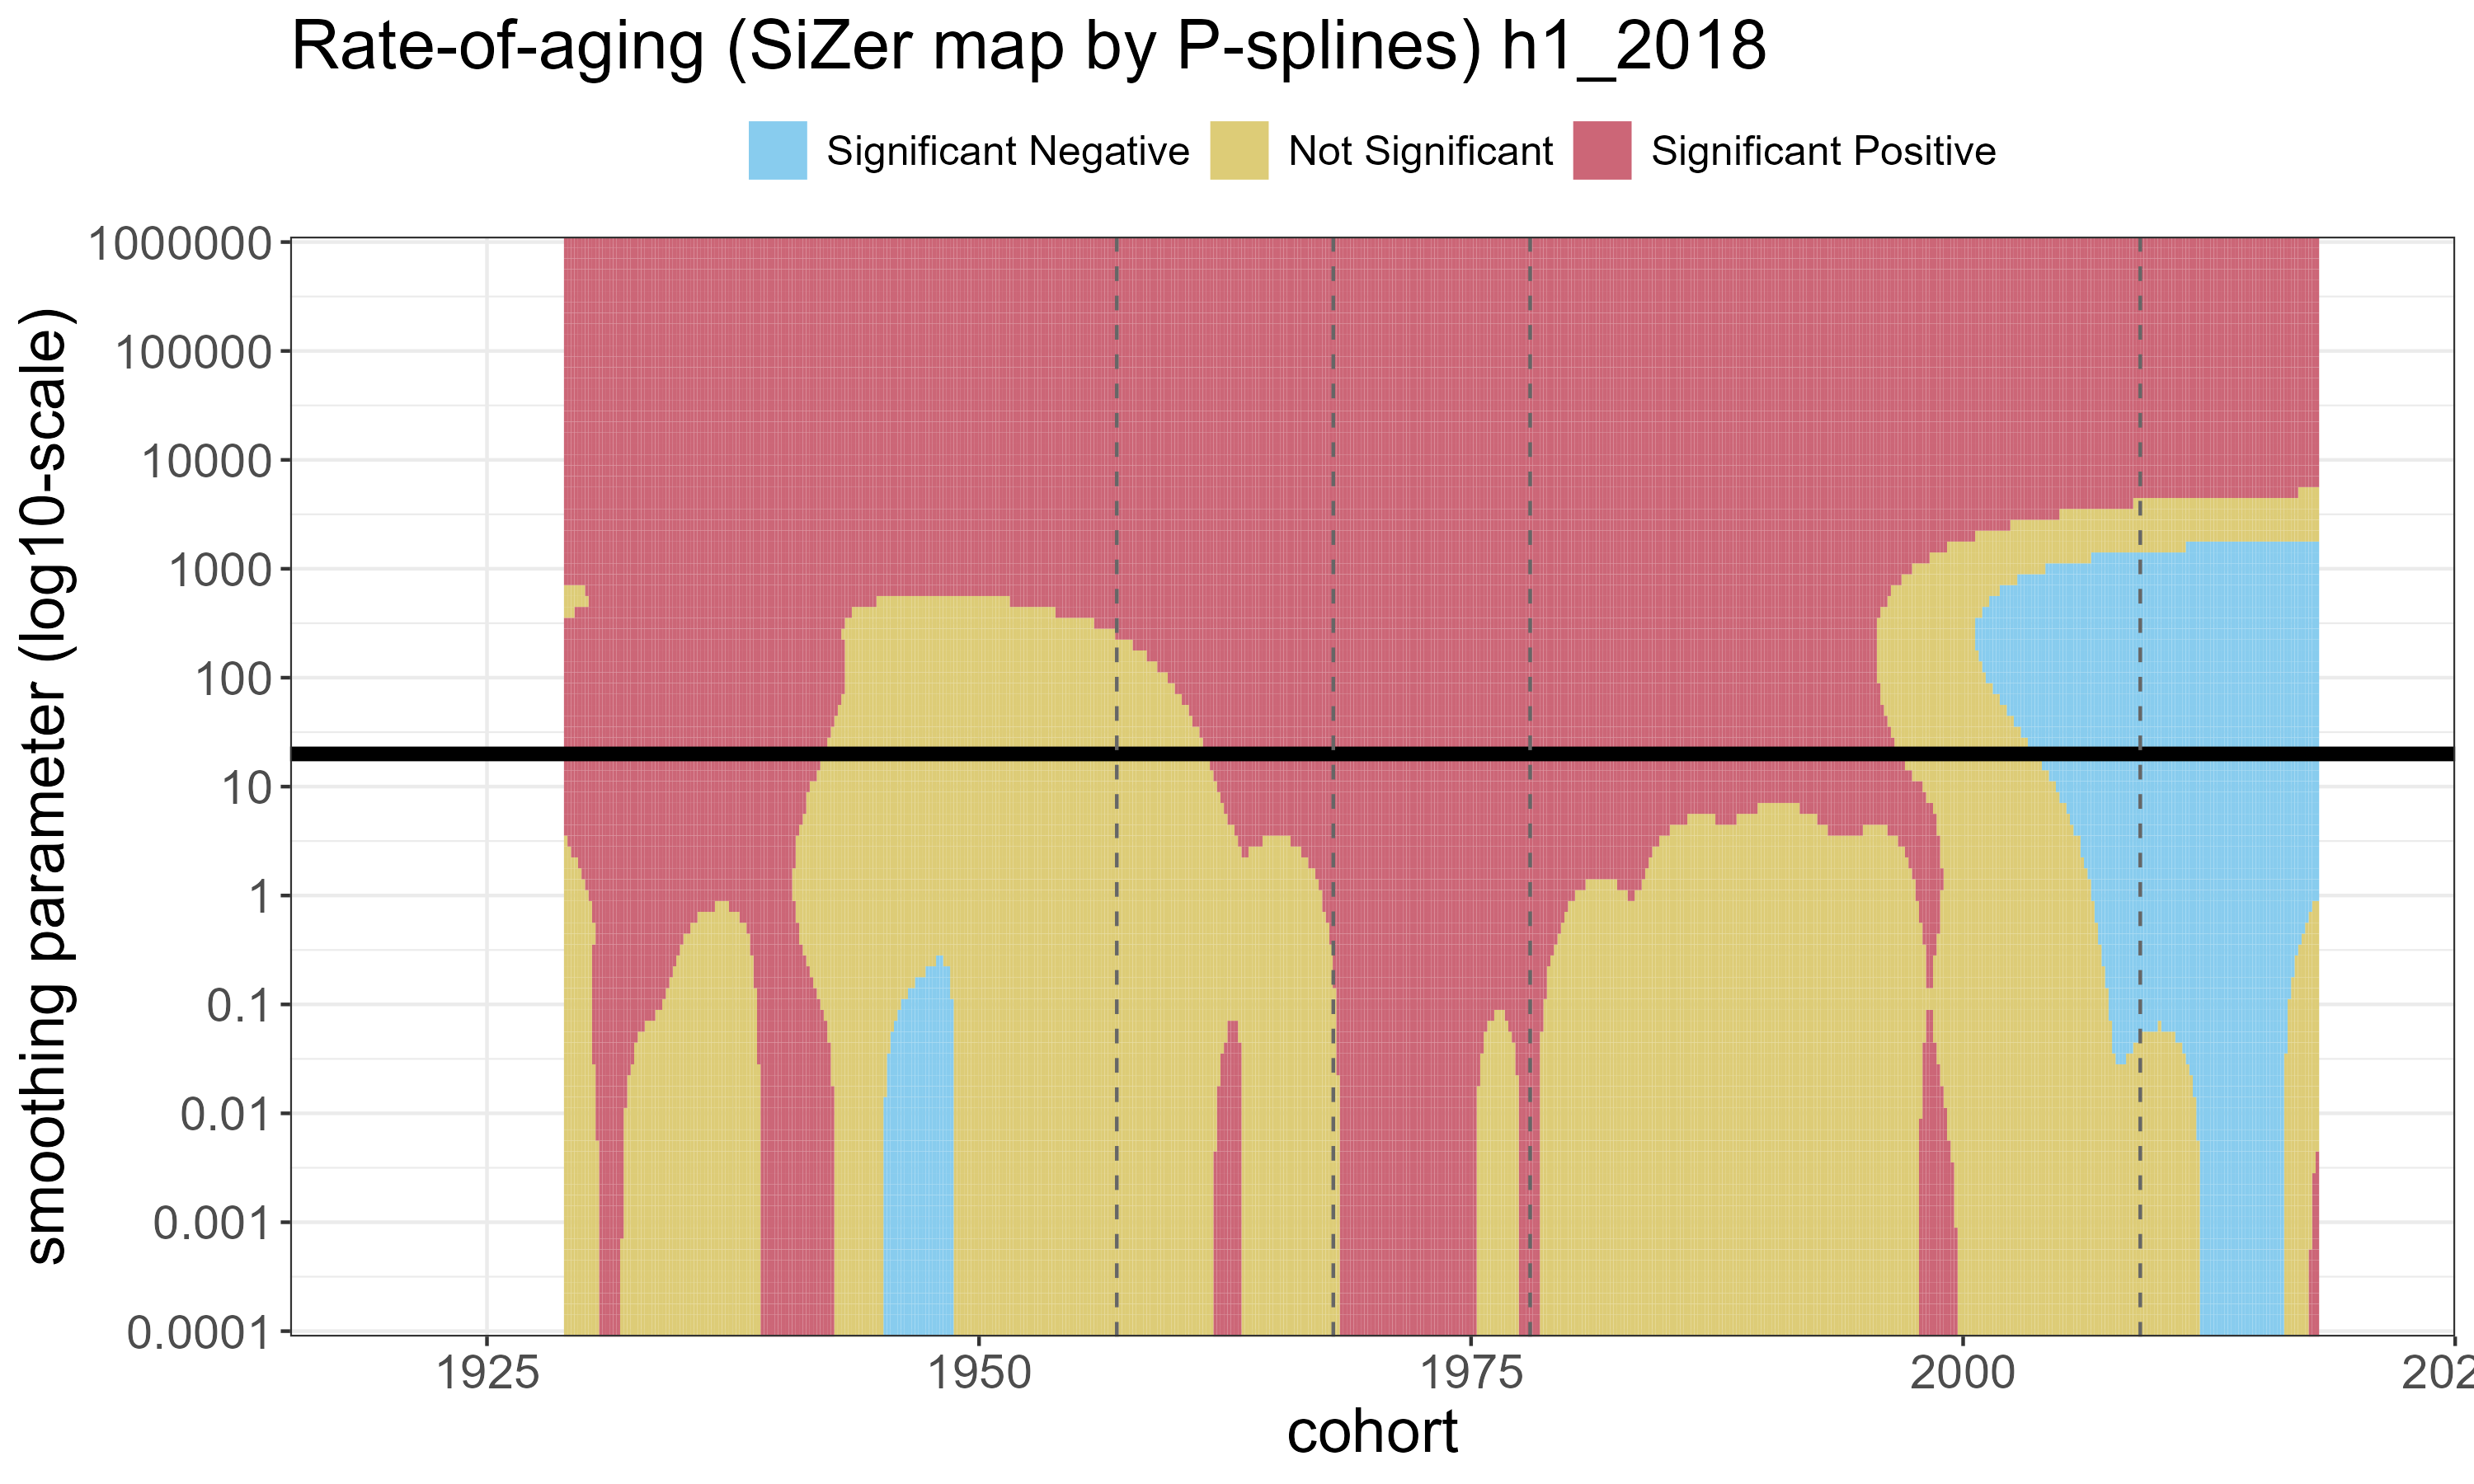 Rate-of-aging (SiZer map by P-splines) h1_2018
Significant Negative
Not Significant
Significant Positive
smoothing parameter (log10-scale)
1000000
100000
10000
1000
100
10
1
0.1
0.01
0.001
0.0001
1925
1950
1975
2000
202
cohort